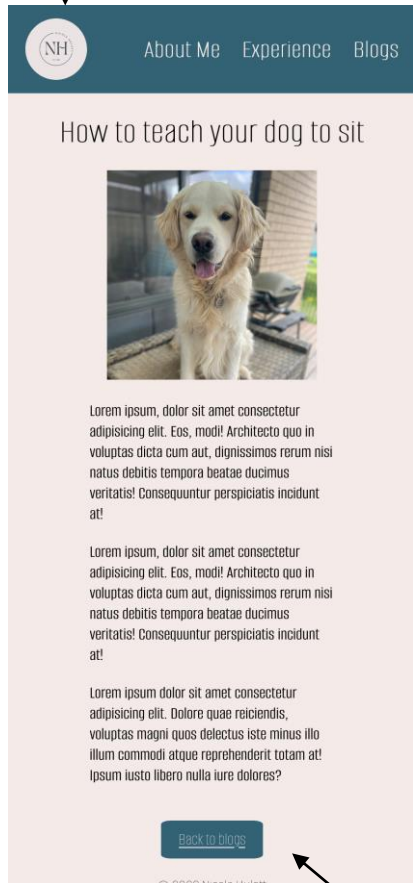 NH
About Me Experience Blogs
How to teach your dog to sit
Lorem ipsum, dolor sit amet consectetur
adipisicing elit. Eos, modi! Architecto quo in
voluptas dicta cum aut, dignissimos rerum nisi
natus debitis tempora beatae ducimus
veritatis! Consequuntur perspiciatis incidunt
at!
Lorem ipsum, dolor sit amet consectetur
adipisicing elit. Eos, modi! Architecto quo in
voluptas dicta cum aut, dignissimos rerum nisi
natus debitis tempora beatae ducimus
veritatis! Consequuntur perspiciatis incidunt
at!
Lorem ipsum dolor sit amet consectetur
adipisicing elit. Dolore quae reiciendis,
voluptas magni quos delectus iste minus illo
illum commodi atque reprehenderit totam at!
Ipsum iusto libero nulla iure dolores?
Back to blogs